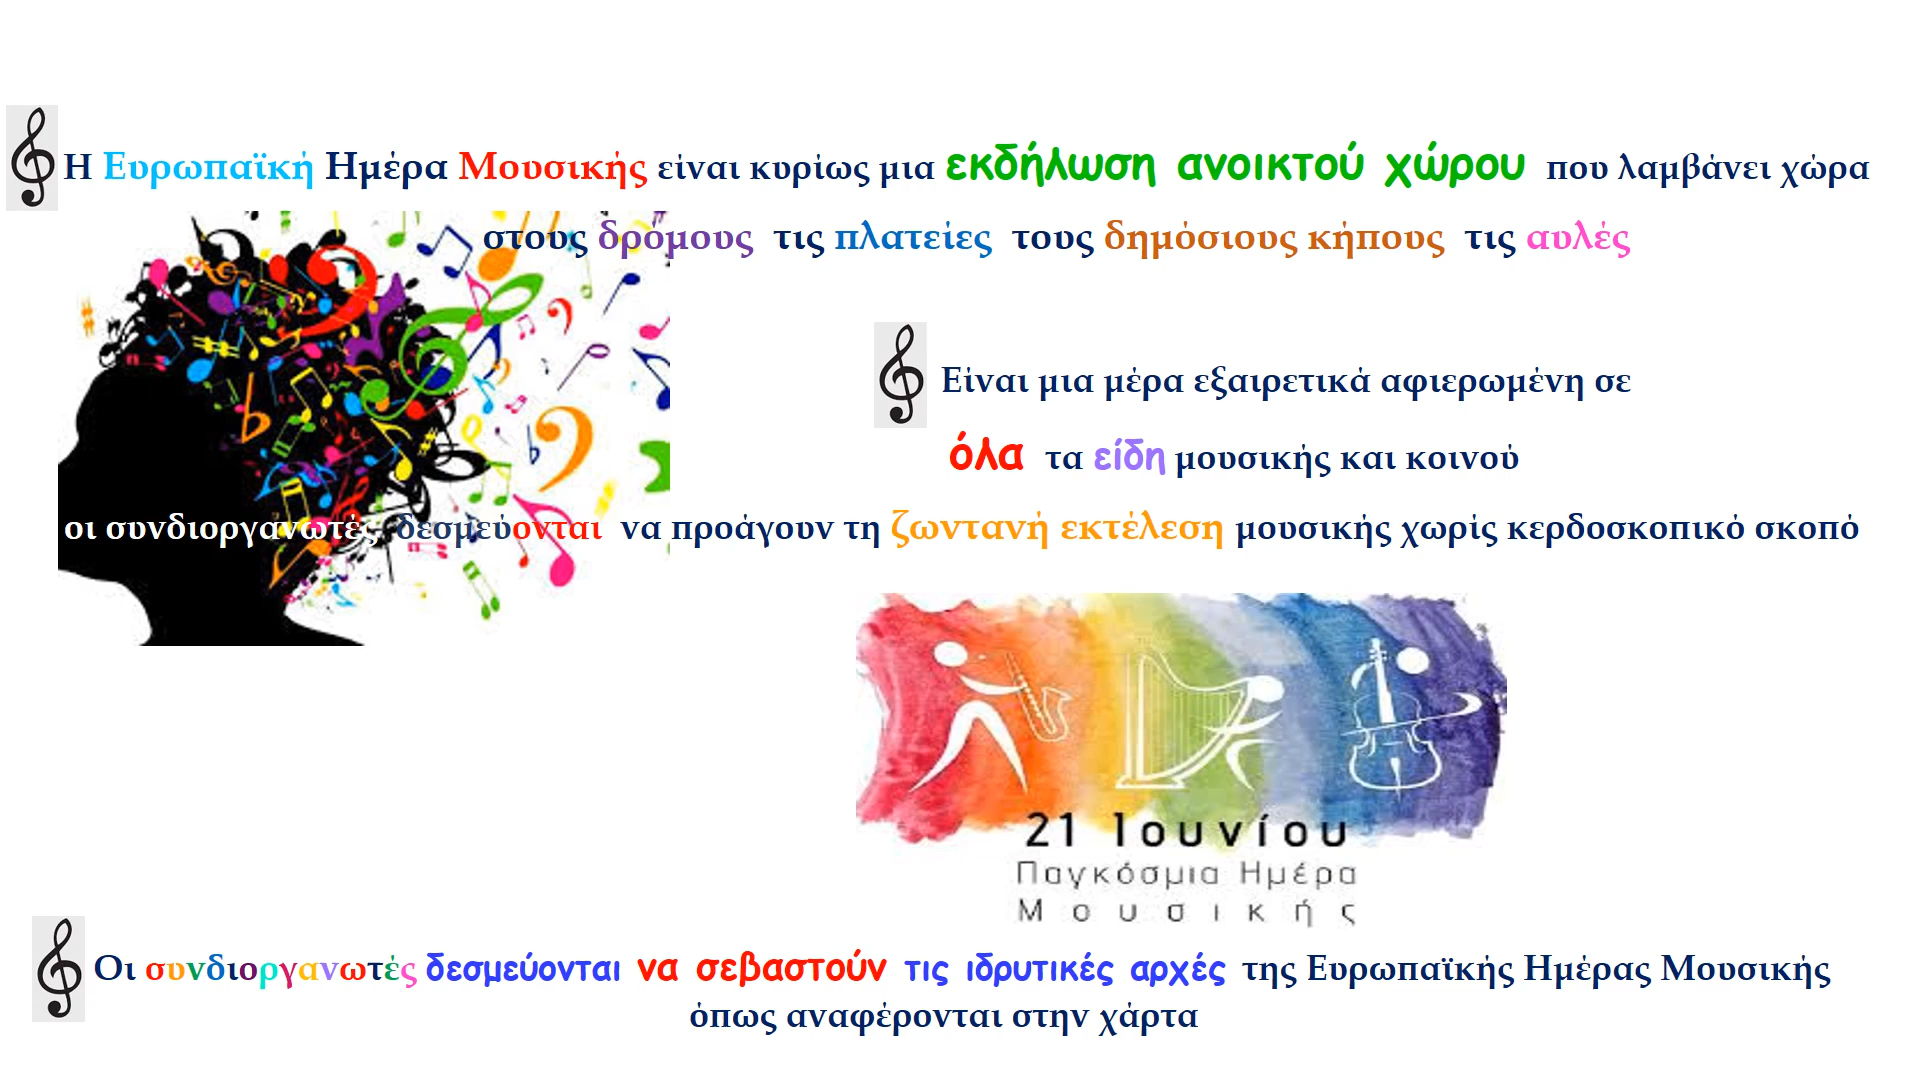 Η Ευρωπαϊκή Ημέρα Μουσικής είναι κυρίως μια εκδήλωση ανοικτού χώρου που λαμβάνει χώρα
στους δρόμους τις πλατείες τους δημόσιους κήπους τις αυλές
Είναι μια μέρα εξαιρετικά αφιερωμένη σε
όλα τα είδη μουσικής και κοινού
οι συνδιοργανωτές δεσμεύονται να προάγουν τη ζωντανή εκτέλεση μουσικής χωρίς κερδοσκοπικό σκοπό
21 Ιουνίου
Παγκόσμια Ημέρα
Μουσικής
Οι συνδιοργανωτές δεσμεύονται να σεβαστούν τις ιδρυτικές αρχές της Ευρωπαϊκής Ημέρας Μουσικής
όπως αναφέρονται στην χάρτα